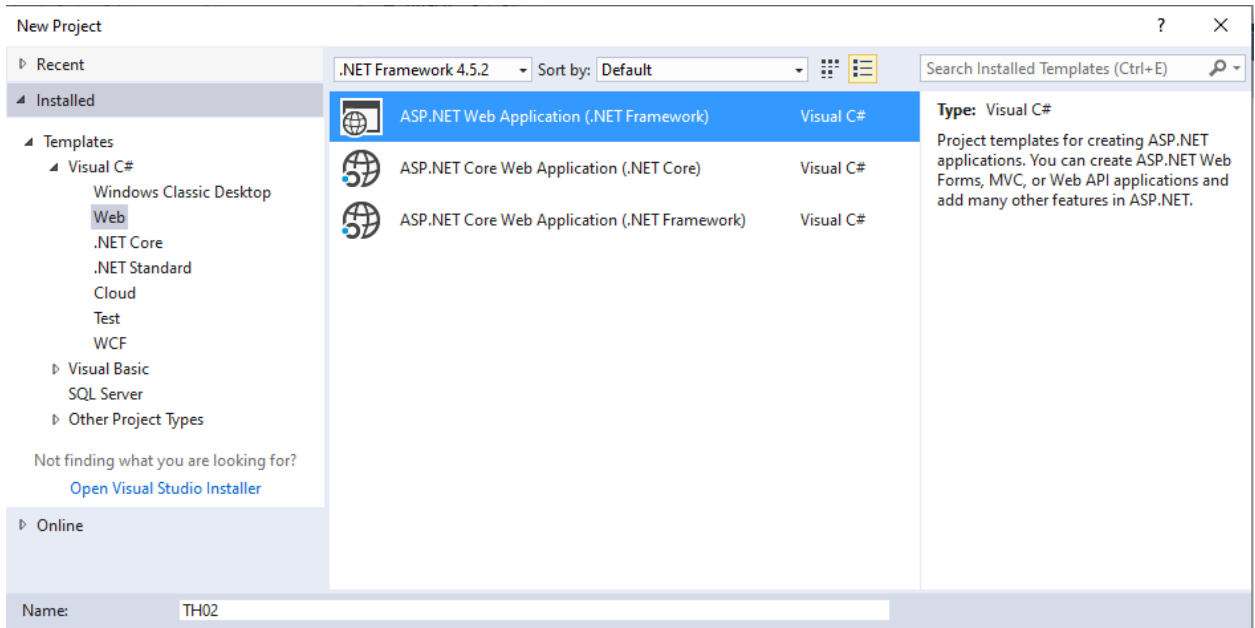 New Project
?
Recent
Installed
Templates
Visual C#
Windows Classic Desktop
Web
.NET Core
.NET Standard
Cloud
Test
WCF
Visual Basic
SQL Server
Other Project Types
Not finding what you are looking for?
Open Visual Studio Installer
Online
.NET Framework 4.5.2
Sort by: Default
ASP.NET Web Application (.NET Framework) Visual C#
ASP.NET Core Web Application (.NET Core) Visual C#
ASP.NET Core Web Application (.NET Framework) Visual C#
Search Installed Templates (Ctrl+E)
Type: Visual C#
Project templates for creating ASP.NET
applications. You can create ASP.NET Web
Forms, MVC, or Web API applications and
add many other features in ASP.NET.
Name: TH02